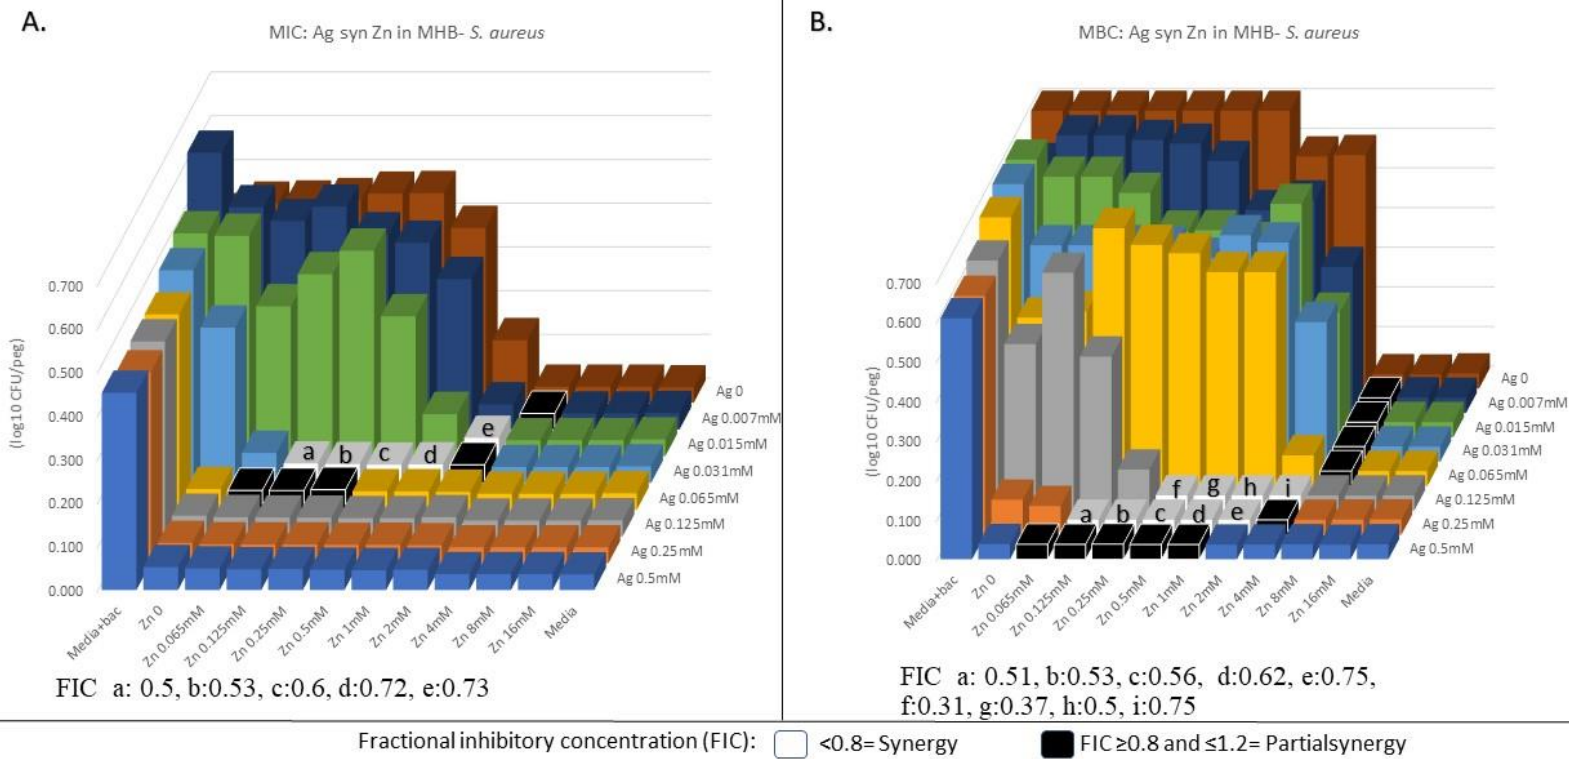 A.
MIC: Ag syn Zn in MHB- S. aureus
(log10 CFU/peg)
0.700
0.600
0.500
0.400
0.300
0.200
0.100
0.000
a b c d e
Ag 0
Ag 0.007mM
Ag 0.015mM
Ag 0.031mM
Ag 0.065mM
Ag 0.125mM
Ag 0.25mM
Ag 0.5mM
Media+bac
Zn 0
Zn 0.065mM
Zn 0.125mM
Zn 0.25mM
Zn 0.5mM
Zn 1mM
Zn 2mM
Zn 4mM
Zn 8mM
Zn 16mM
Media
FIC a: 0.5, b:0.53, c:0.6, d:0.72, e:0.73
B.
MBC: Ag syn Zn in MHB- S. aureus
(log10 CFU/peg)
0.700
0.600
0.500
0.400
0.300
0.200
0.100
0.000
f g h i
a b c d e
Ag 0
Ag 0.007mM
Ag 0.015mM
Ag 0.031mM
Ag 0.065mM
Ag 0.125mM
Ag 0.25mM
Ag 0.5mM
Media+bac
Zn 0
Zn 0.065mM
Zn 0.125mM
Zn 0.25mM
Zn 0.5mM
Zn 1mM
Zn 2mM
Zn 4mM
Zn 8mM
Zn 16mM
Media
FIC a: 0.51, b:0.53, c:0.56, d:0.62, e:0.75,
f:0.31, g:0.37, h:0.5, i:0.75
Fractional inhibitory concentration (FIC): <0.8= Synergy FIC ≥0.8 and ≤1.2= Partialsynergy